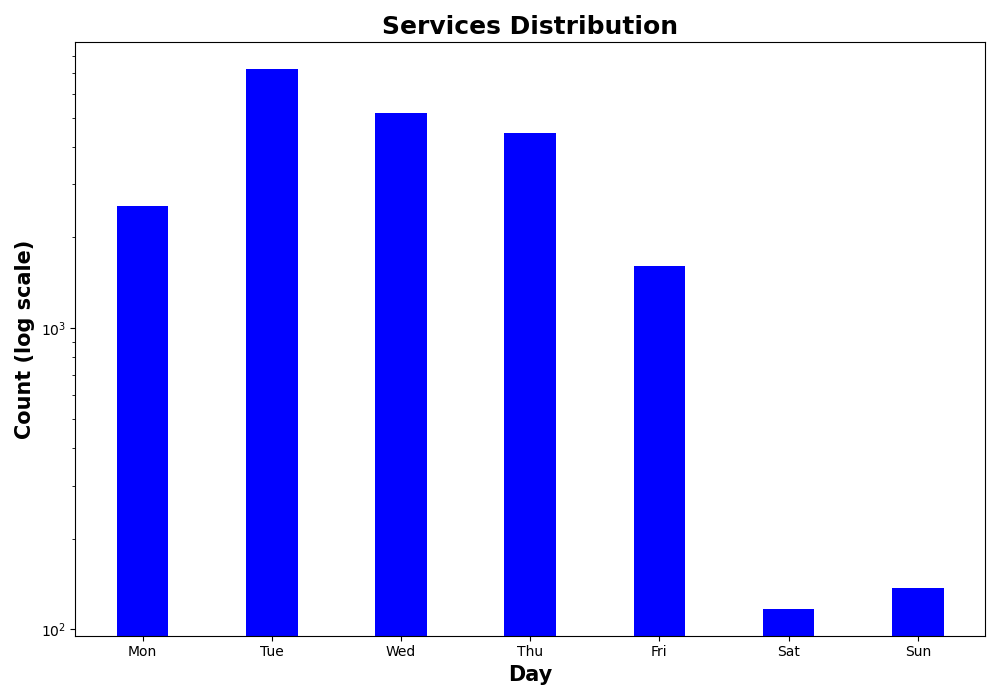 Services Distribution
Count (log scale)
10³
10²
Mon Tue Wed Thu Fri Sat Sun
Day